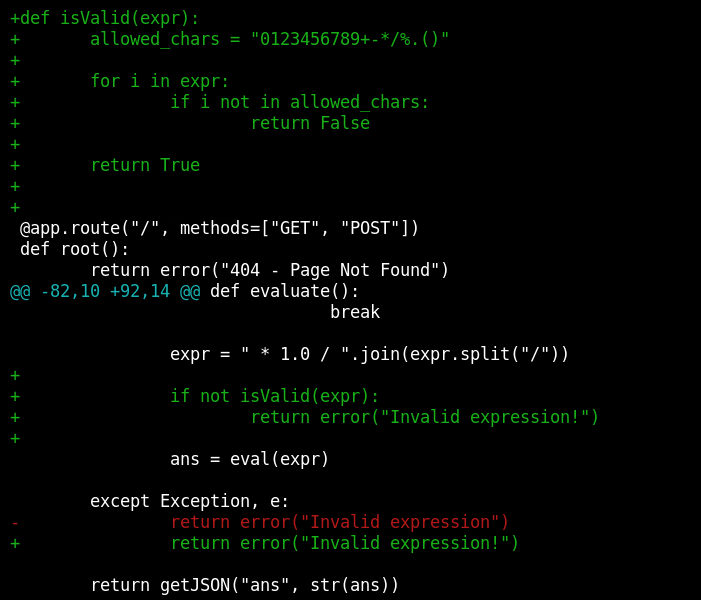 +def isValid(expr):
+       allowed_chars = "0123456789+-*/%.()"
+
+       for i in expr:
+               if i not in allowed_chars:
+                       return False
+
+       return True
+
+
 @app.route("/", methods=["GET", "POST"])
 def root():
        return error("404 - Page Not Found")
@@ -82,10 +92,14 @@ def evaluate():
                                break

                expr = " * 1.0 / ".join(expr.split("/"))
+
+               if not isValid(expr):
+                       return error("Invalid expression!")
+
                ans = eval(expr)

        except Exception, e:
-               return error("Invalid expression")
+               return error("Invalid expression!")

        return getJSON("ans", str(ans))